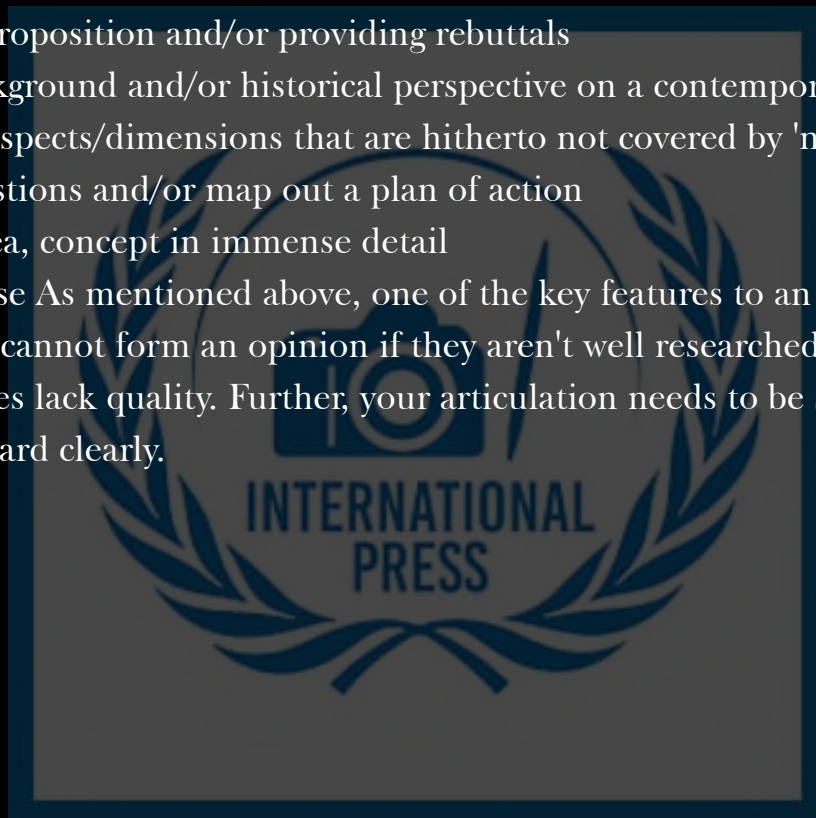 roposition and/or providing rebuttals
kground and/or historical perspective on a contempor
spects/dimensions that are hitherto not covered by 'n
stions and/or map out a plan of action
ea, concept in immense detail
se As mentioned above, one of the key features to an
cannot form an opinion if they aren't well researched
es lack quality. Further, your articulation needs to be
ard clearly.
INTERNATIONAL
PRESS